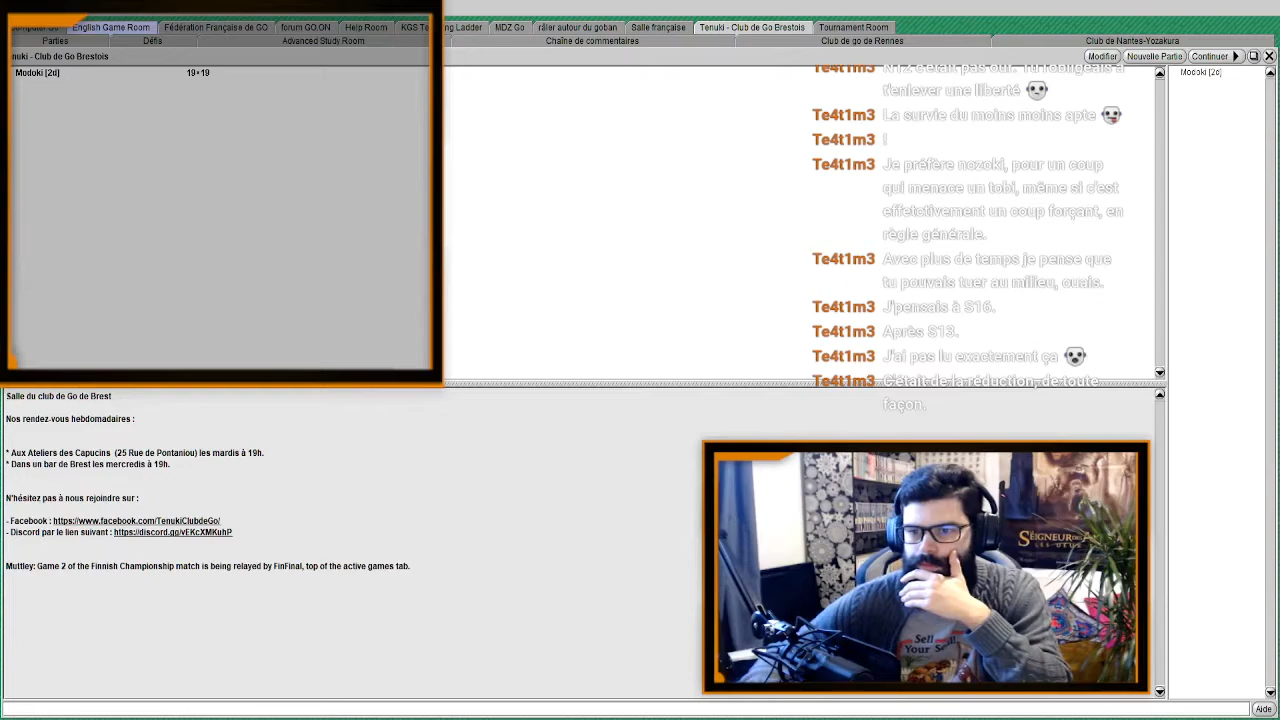 English Game Room
Fédération Française de GO
forum GO.ON
Help Room
MDZ Go
râler autour du goban
Salle française
Tenuki - Club de Go Brestois
Tournament Room
Parties
Défis
Advanced Study Room
Chaîne de commentaires
Club de go de Rennes
Club de Nantes-Yozakura
- Club de Go Brestois
Modifier
Nouvelle Partie
Continuer
Modoki [2d]
19×19
Modoki [2d]
Te4t1m3
t'enlever une liberté
Te4t1m3 La survie du moins moins apte
Te4t1m3 !
Te4t1m3 Je préfère nozoki, pour un coup
qui menace un tobi, même si c'est
effetctivement un coup forçant, en
règle générale.
Te4t1m3 Avec plus de temps je pense que
tu pouvais tuer au milieu, ouais.
Te4t1m3 J'pensais à S16.
Te4t1m3 Après S13.
Te4t1m3 J'ai pas lu exactement ça
Te4t1m3 C'était de la réduction, de toute
façon.
Salle du club de Go de Brest
Nos rendez-vous hebdomadaires :
* Aux Ateliers des Capucins (25 Rue de Pontaniou) les mardis à 19h.
* Dans un bar de Brest les mercredis à 19h.
N'hésitez pas à nous rejoindre sur :
- Facebook : https://www.facebook.com/TenukiClubdeGo/
- Discord par le lien suivant : https://discord.gg/vEKcXMKuhP
Muttley: Game 2 of the Finnish Championship match is being relayed by FinFinal, top of the active games tab.
SEIGNEUR
Sell
Your Soul
Aide